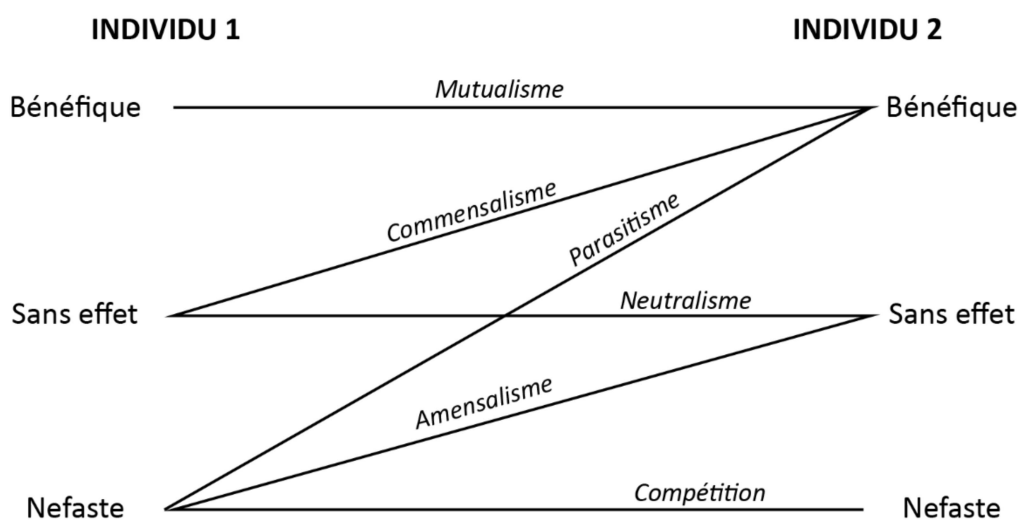 INDIVIDU 1
INDIVIDU 2
Mutualisme
Bénéfique
Bénéfique
Commensalisme
Parasitisme
Neutralisme
Sans effet
Sans effet
Amensalisme
Compétition
Nefaste
Nefaste